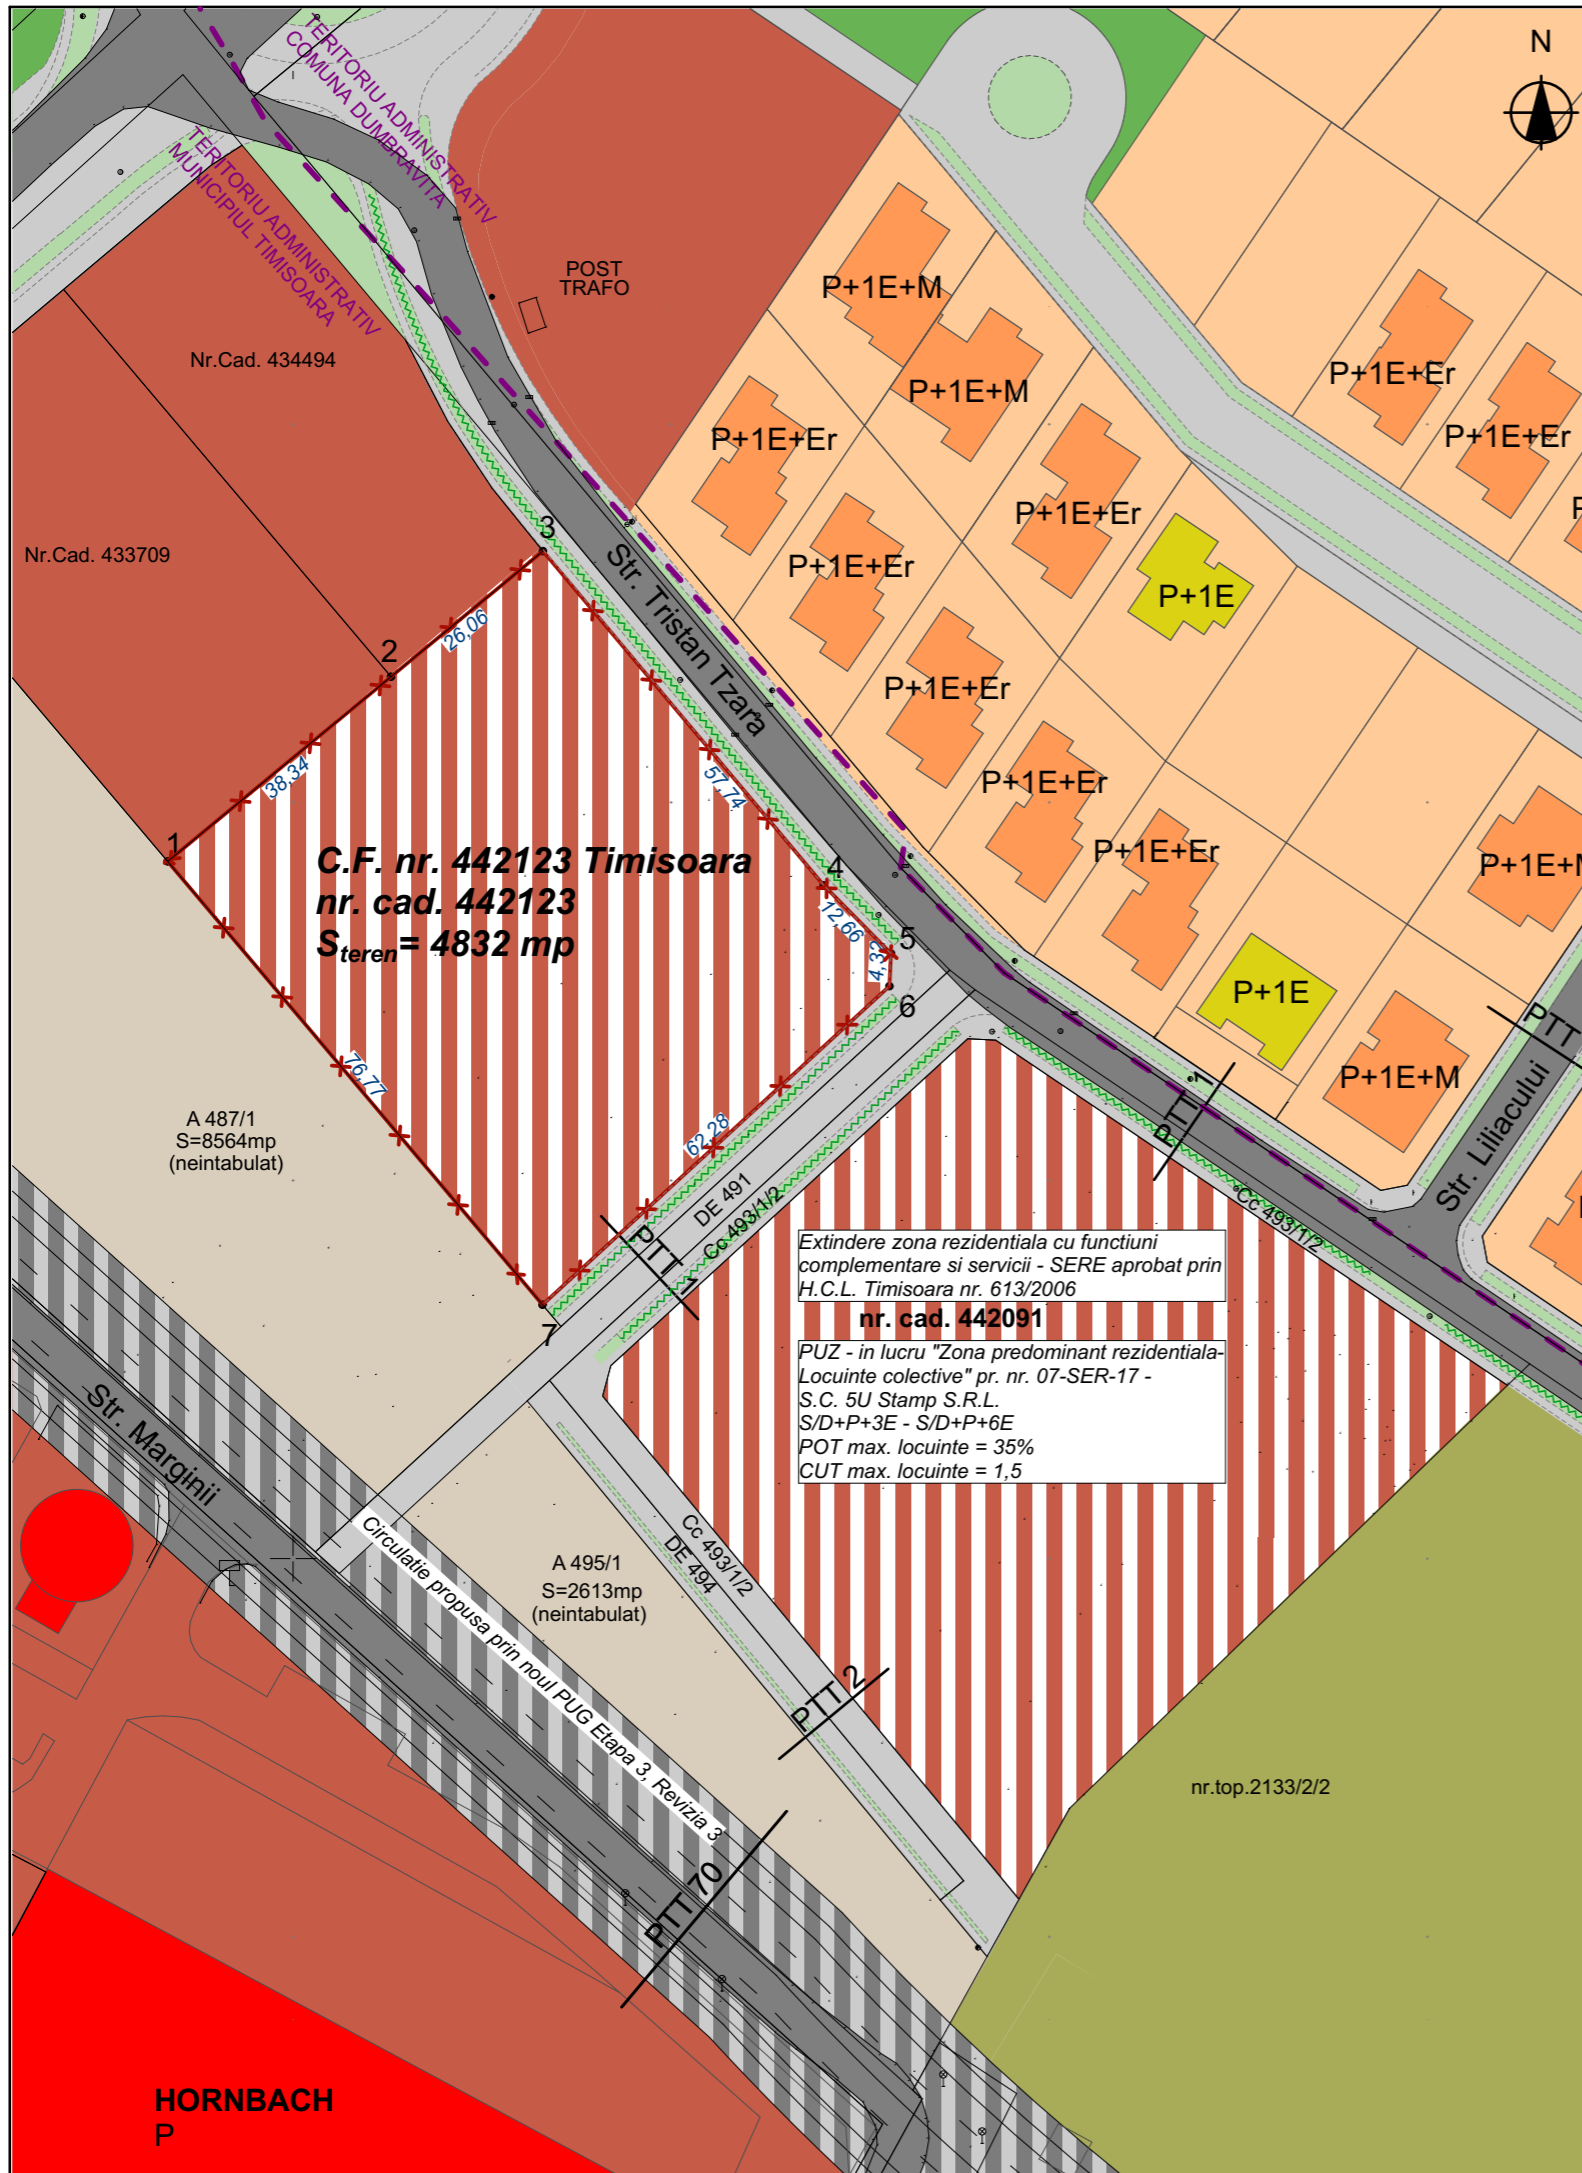 TERITORIU ADMINISTRATIV
COMUNA DUMBRAVITA
TERITORIU ADMINISTRATIV
MUNICIPIUL TIMISOARA
N
POST
TRAFO
Nr.Cad. 434494
Nr.Cad. 433709
P+1E+M
P+1E+M
P+1E+Er
P+1E+Er
P+1E+Er
P+1E+Er
P+1E+Er
P+1E
P+1E+Er
P+1E+Er
P+1E+Er
P+1E+M
P+1E
P+1E+M
Str. Tristan Tzara
3
2
1
4
5
6
7
26,06
38,34
57,74
12,66
4,32
62,28
76,77
C.F. nr. 442123 Timisoara
nr. cad. 442123
Steren= 4832 mp
A 487/1
S=8564mp
(neintabulat)
DE 491
Cc 493/1/2
PTT 1
PTT 1
PTT
Str. Liliacului
Cc 493/1/2
Extindere zona rezidentiala cu functiuni
complementare si servicii - SERE aprobat prin
H.C.L. Timisoara nr. 613/2006
nr. cad. 442091
PUZ - in lucru "Zona predominant rezidentiala-
Locuinte colective" pr. nr. 07-SER-17 -
S.C. 5U Stamp S.R.L.
S/D+P+3E - S/D+P+6E
POT max. locuinte = 35%
CUT max. locuinte = 1,5
Str. Marginii
Circulatie propusa prin noul PUG Etapa 3, Revizia 3
A 495/1
S=2613mp
(neintabulat)
Cc 493/1/2
DE 494
PTT 2
PTT 70
nr.top.2133/2/2
HORNBACH
P